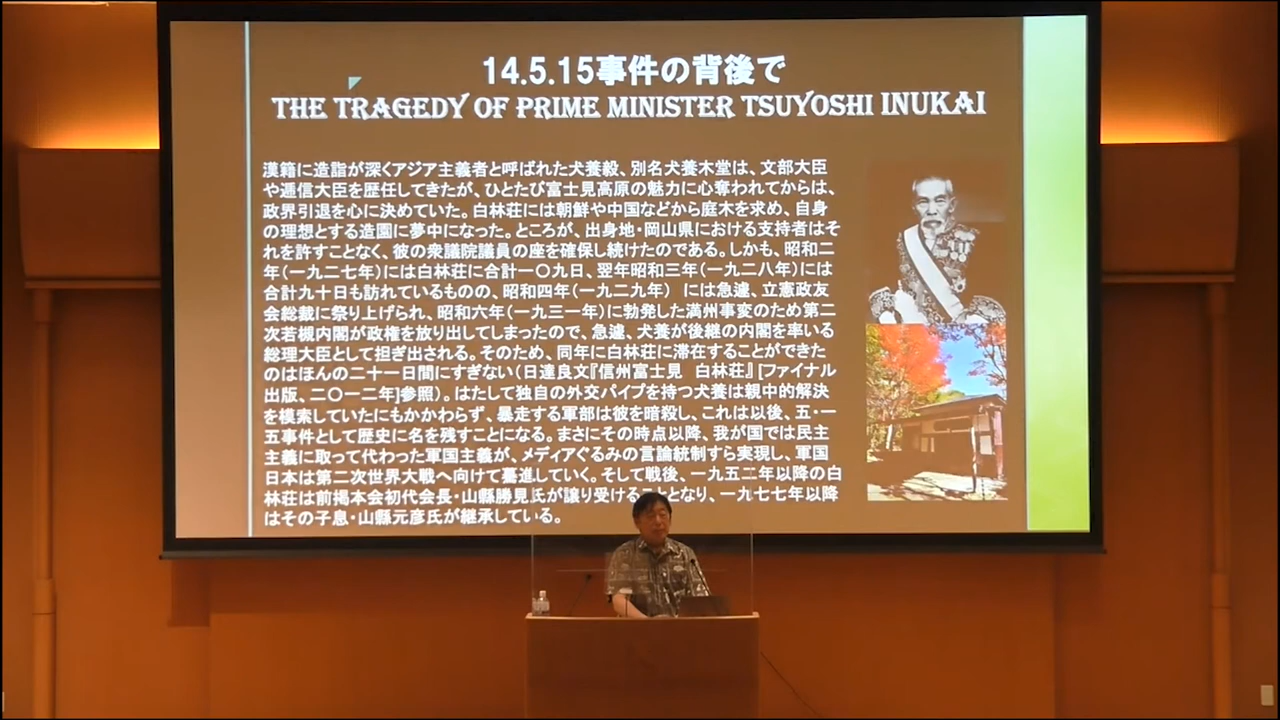 14.5.15事件の背後で
THE TRAGEDY OF PRIME MINISTER TSUYOSHI INUKAI
漢籍に造詣が深くアジア主義者と呼ばれた犬養毅、別名犬養木堂は、文部大臣
や逓信大臣を歴任してきたが、ひとたび富士見高原の魅力に心奪われてからは、
政界引退を心に決めていた。白林荘には朝鮮や中国などから庭木を求め、自身
の理想とする造園に夢中になった。ところが、出身地・岡山県における支持者はそ
れを許すことなく、彼の衆議院議員の座を確保し続けたのである。しかも、昭和二
年（一九二七年）には白林荘に合計一〇九日、翌年昭和三年（一九二八年）には
合計九十日も訪れているものの、昭和四年（一九二九年） には急遽、立憲政友
会総裁に祭り上げられ、昭和六年（一九三一年）に勃発した満州事変のため第二
次若槻内閣が政権を放り出してしまったので、急遽、犬養が後継の内閣を率いる
総理大臣として担ぎ出される。そのため、同年に白林荘に滞在することができた
のはほんの二十一日間にすぎない（日達良文『信州富士見 白林荘』[ファイナル
出版、二〇一二年]参照）。はたして独自の外交パイプを持つ犬養は親中的解決
を模索していたにもかかわらず、暴走する軍部は彼を暗殺し、これは以後、五・一
五事件として歴史に名を残すことになる。まさにその時点以降、我が国では民主
主義に取って代わった軍国主義が、メディアぐるみの言論統制すら実現し、軍国
日本は第二次世界大戦へ向けて驀進していく。そして戦後、一九五二年以降の白
林荘は前掲本会初代会長・山縣勝見氏が譲り受けることとなり、一九七七年以降
はその子息・山縣元彦氏が継承している。